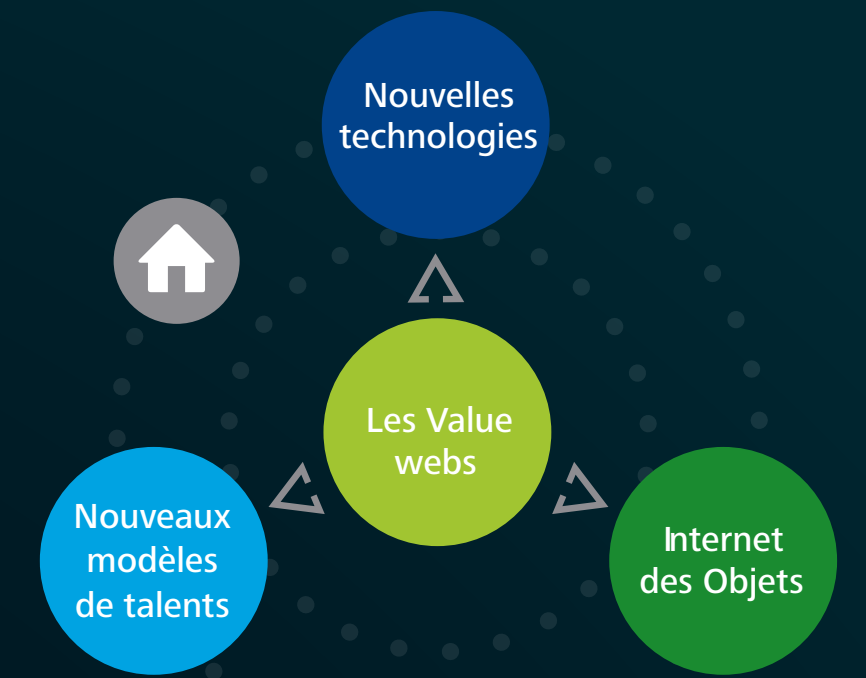 Nouvelles
technologies
Les Value
webs
Nouveaux
modèles
de talents
Internet
des Objets